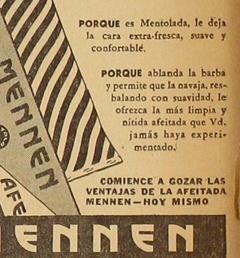 PORQUE es Mentolada, le deja
la cara extra-fresca, suave y
confortable.
PORQUE ablanda la barba
y permite que la navaja, res-
balando con suavidad, le
ofrezca la más limpia y
nítida afeitada que Vd.
jamás haya experi-
mentado.
COMIENCE A GOZAR LAS
VENTAJAS DE LA AFEITADA
MENNEN—HOY MISMO
MENNEN
AFE
ENNEN